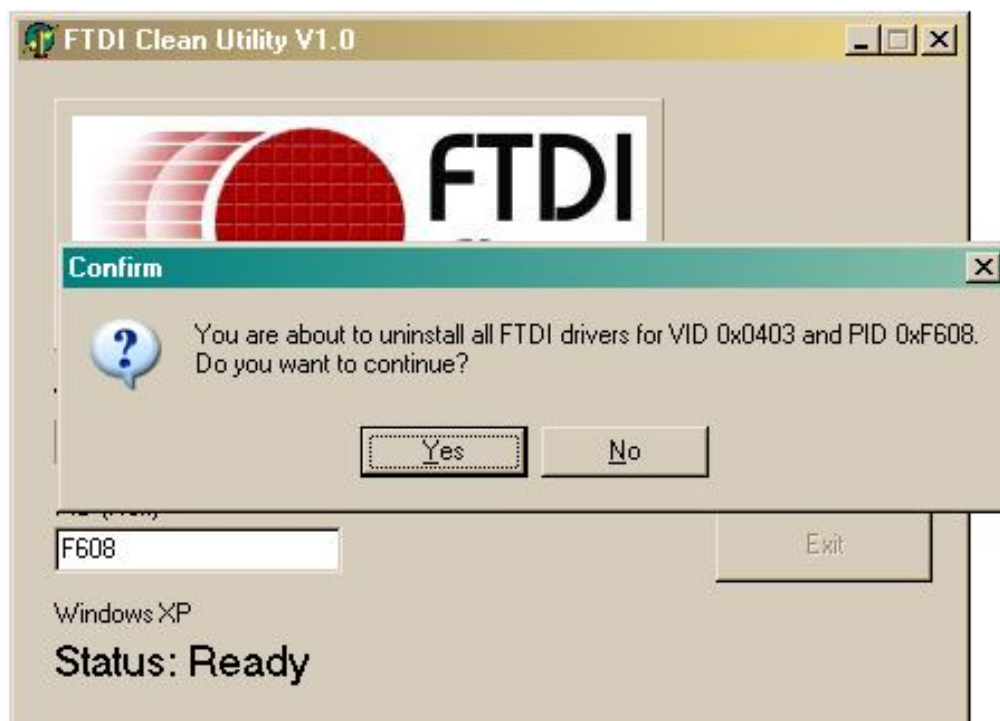 FTDI Clean Utility V1.0
FTDI
Confirm
You are about to uninstall all FTDI drivers for VID 0x0403 and PID 0xF608.
Do you want to continue?
Yes
No
F608
Exit
Windows XP
Status: Ready